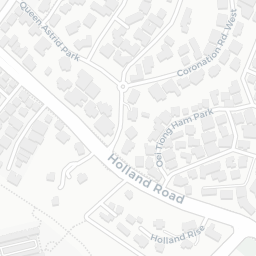 Queen Astrid Park
Coronation Rd. West
Oei Tiong Ham Park
Holland Road
Holland Rise